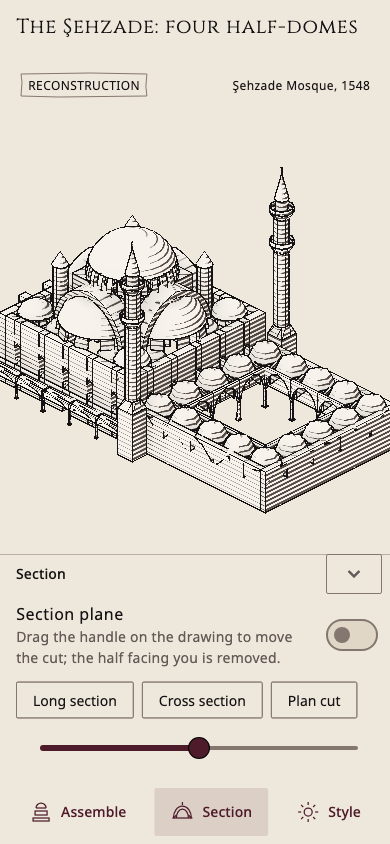 The Şehzade: four half-domes
RECONSTRUCTION
Şehzade Mosque, 1548
Section
Section plane
Drag the handle on the drawing to move
the cut; the half facing you is removed.
Long section
Cross section
Plan cut
Assemble
Section
Style